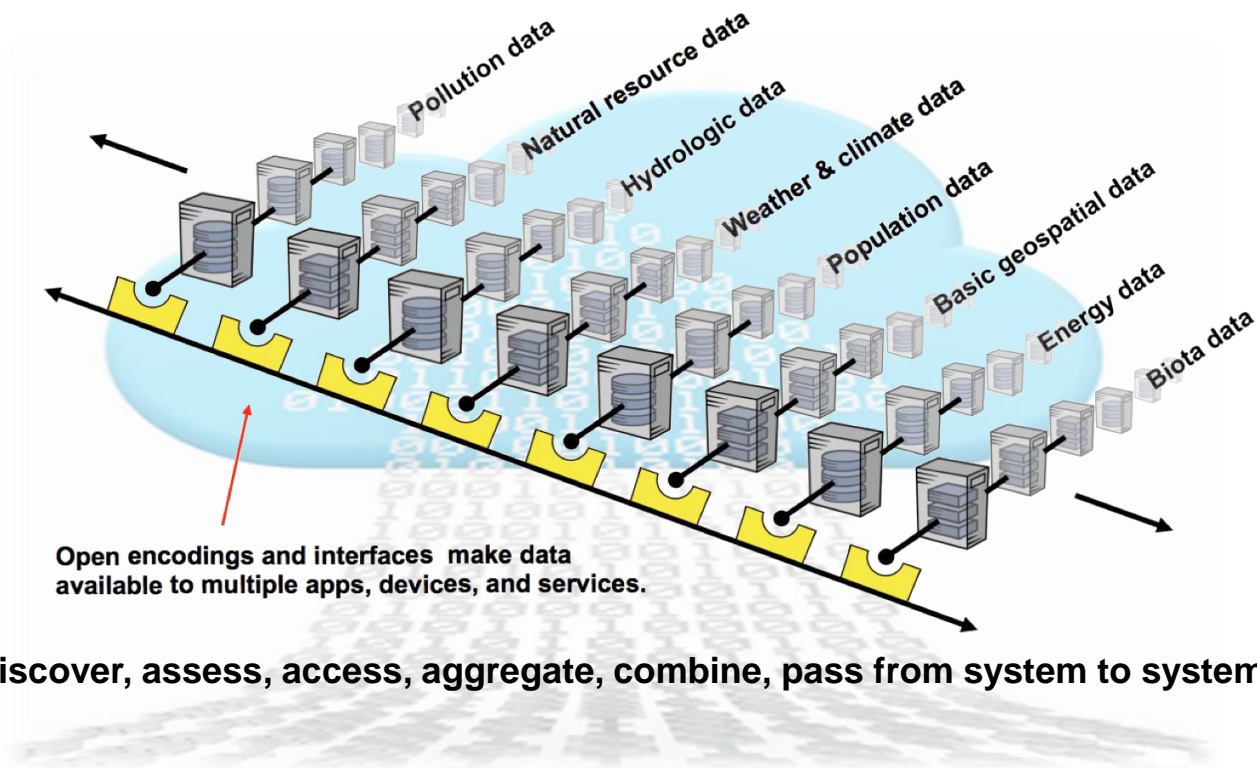 Pollution data
Natural resource data
Hydrologic data
Weather & climate data
Population data
Basic geospatial data
Energy data
Biota data
Open encodings and interfaces make data
available to multiple apps, devices, and services.
iscover, assess, access, aggregate, combine, pass from system to system